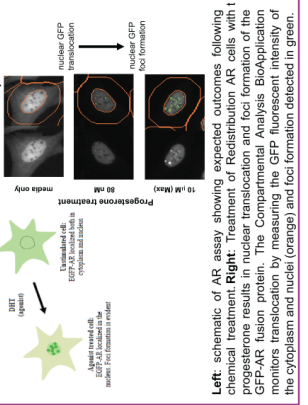 DHT
(agonist)
Unstimulated cell:
EGFP-AR localized both in
cytoplasm and nucleus
Agonist treated cell:
EGFP-AR localized in the
nucleus. Foci formation is evident
Progesterone treatment
media only
80 nM
10 µM (Max)
nuclear GFP
translocation
nuclear GFP
foci formation
Left: schematic of AR assay showing expected outcomes following
chemical treatment. Right: Treatment of Redistribution AR cells with t
progesterone results in nuclear translocation and foci formation of the
GFP-AR fusion protein. The Compartmental Analysis BioApplication
monitors translocation by measuring the GFP fluorescent intensity of
the cytoplasm and nuclei (orange) and foci formation detected in green.